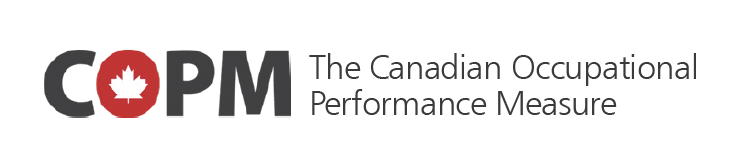 COPM
The Canadian Occupational
Performance Measure